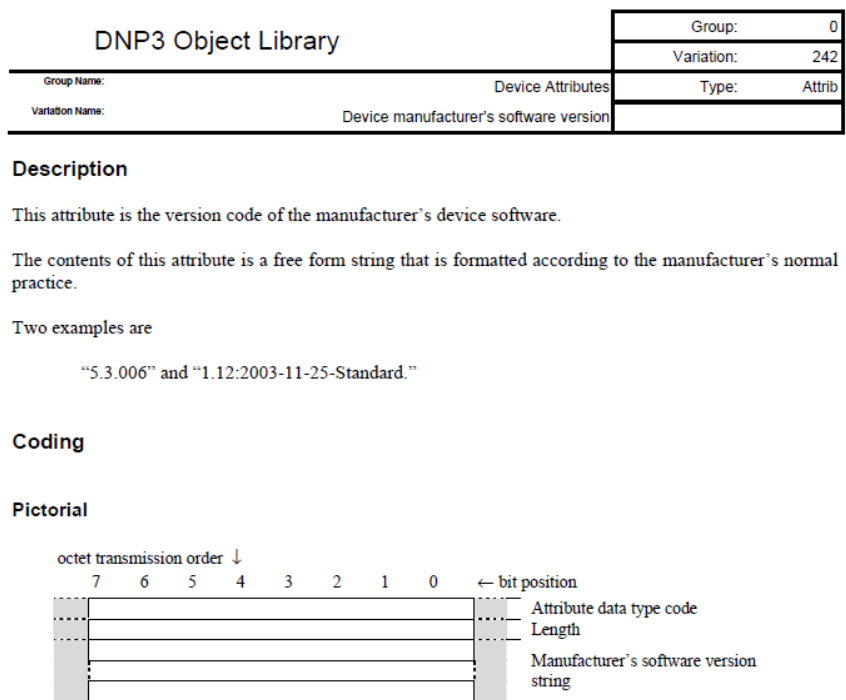 DNP3 Object Library
Group: 0
Variation: 242
Group Name: Device Attributes
Type: Attrib
Variation Name: Device manufacturer's software version
Description
This attribute is the version code of the manufacturer’s device software.
The contents of this attribute is a free form string that is formatted according to the manufacturer’s normal
practice.
Two examples are
“5.3.006” and “1.12:2003-11-25-Standard.”
Coding
Pictorial
octet transmission order ↓
7 6 5 4 3 2 1 0 ← bit position
Attribute data type code
Length
Manufacturer’s software version
string